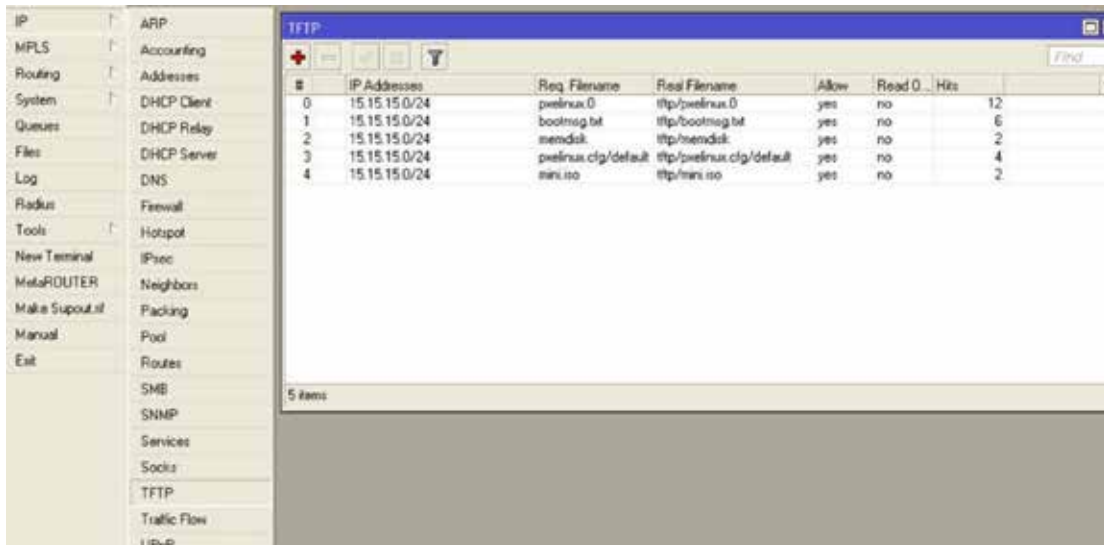 IP
MPLS
Routing
System
Queues
Files
Log
Radius
Tools
New Terminal
MetaROUTER
Make Supout.rif
Manual
Exit
ARP
Accounting
Addresses
DHCP Client
DHCP Relay
DHCP Server
DNS
Firewall
Hotspot
IPsec
Neighbors
Packing
Pool
Routes
SMB
SNMP
Services
Socks
TFTP
Traffic Flow
UPnP
TFTP
Find
# IP Addresses Req. Filename Real Filename Allow Read O... Hits
0 15.15.15.0/24 pxelinux.0 tftp/pxelinux.0 yes no 12
1 15.15.15.0/24 bootmsg.txt tftp/bootmsg.txt yes no 6
2 15.15.15.0/24 memdisk tftp/memdisk yes no 2
3 15.15.15.0/24 pxelinux.cfg/default tftp/pxelinux.cfg/default yes no 4
4 15.15.15.0/24 mini.iso tftp/mini.iso yes no 2
5 items